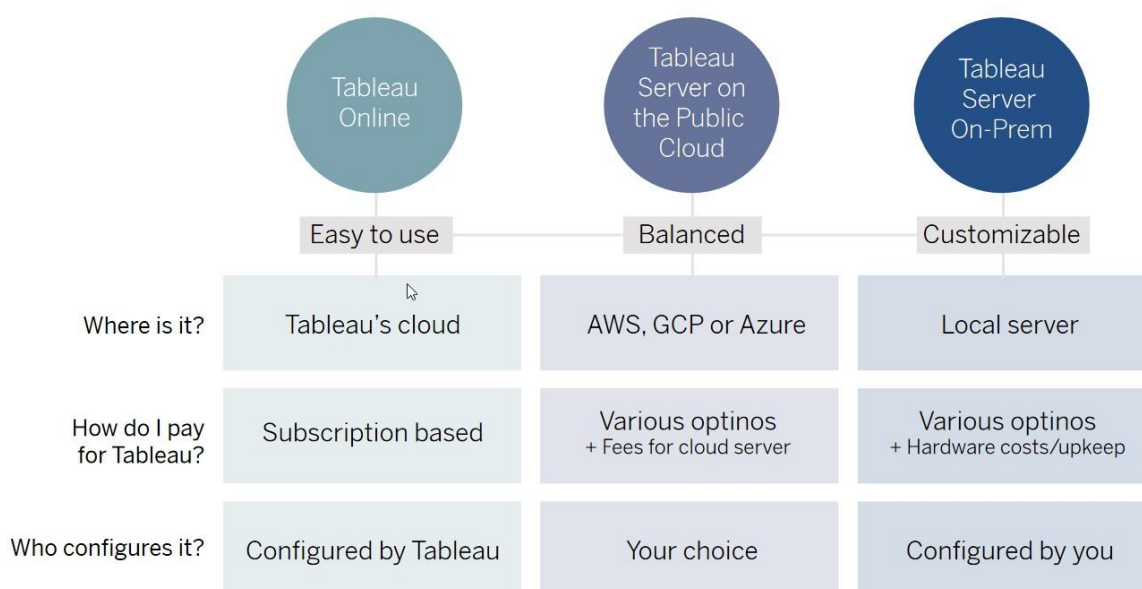 Tableau
Online
Tableau
Server on
the Public
Cloud
Tableau
Server
On-Prem
Easy to use
Balanced
Customizable
Where is it?
Tableau’s cloud
AWS, GCP or Azure
Local server
How do I pay
for Tableau?
Subscription based
Various optinos
+ Fees for cloud server
Various optinos
+ Hardware costs/upkeep
Who configures it?
Configured by Tableau
Your choice
Configured by you